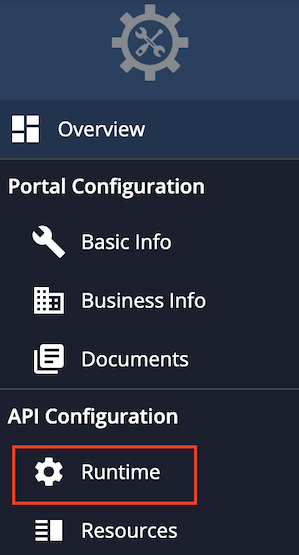 Overview
Portal Configuration
Basic Info
Business Info
Documents
API Configuration
Runtime
Resources